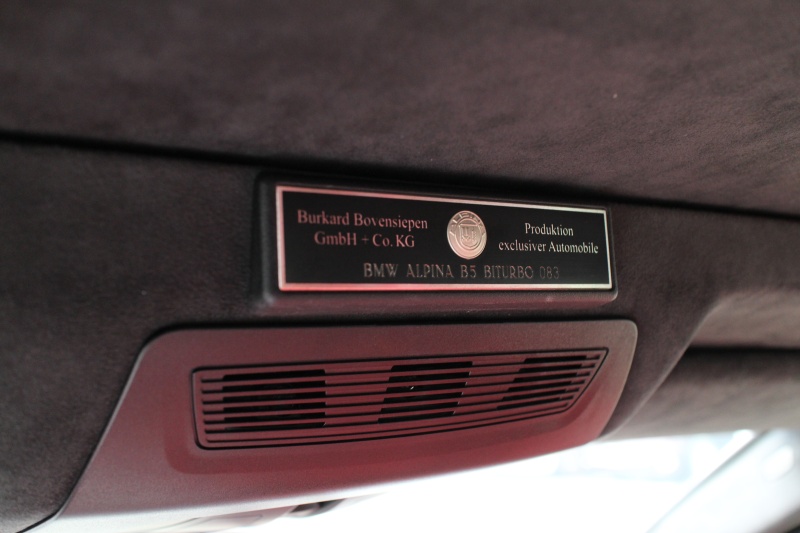 Burkard Bovensiepen
GmbH + Co. KG
Produktion
exclusiver Automobile
BMW ALPINA B5 BITURBO 083